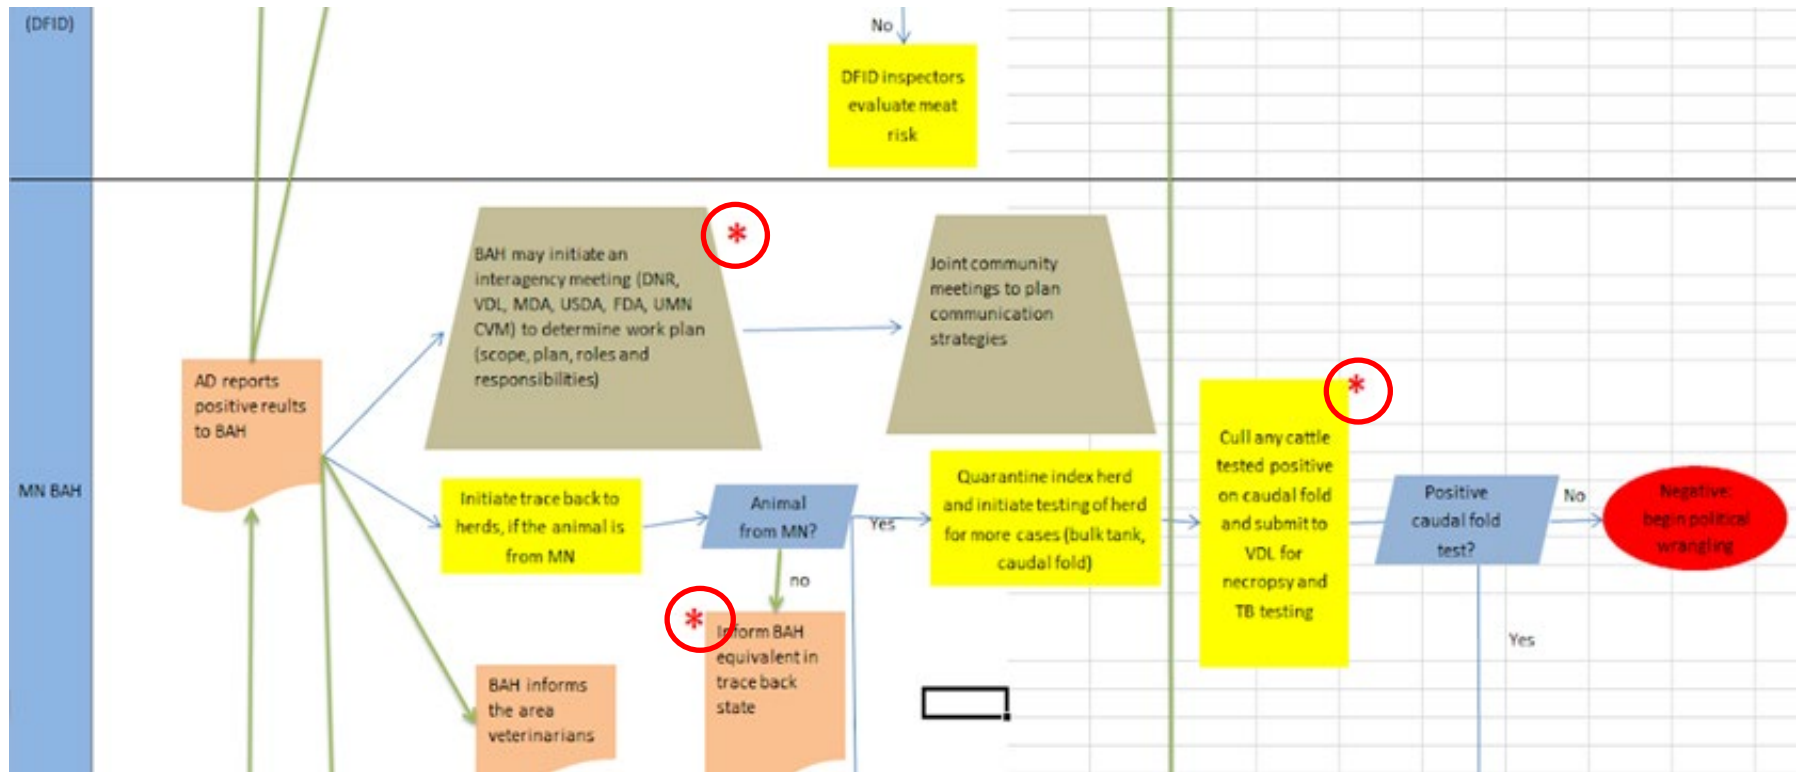 (DFID)
No
DFID inspectors
evaluate meat
risk
MN BAH
AD reports
positive reults
to BAH
BAH may initiate an
interagency meeting (DNR,
VDL, MDA, USDA, FDA, UMN
CVM) to determine work plan
(scope, plan, roles and
responsibilities)
*
Joint community
meetings to plan
communication
strategies
Initiate trace back to
herds, if the animal is
from MN
Animal
from MN?
Yes
no
Quarantine index herd
and initiate testing of herd
for more cases (bulk tank,
caudal fold)
*
Cull any cattle
tested positive
on caudal fold
and submit to
VDL for
necropsy and
TB testing
Positive
caudal fold
test?
No
Yes
Negative:
begin political
wrangling
*
Inform BAH
equivalent in
trace back
state
BAH informs
the area
veterinarians